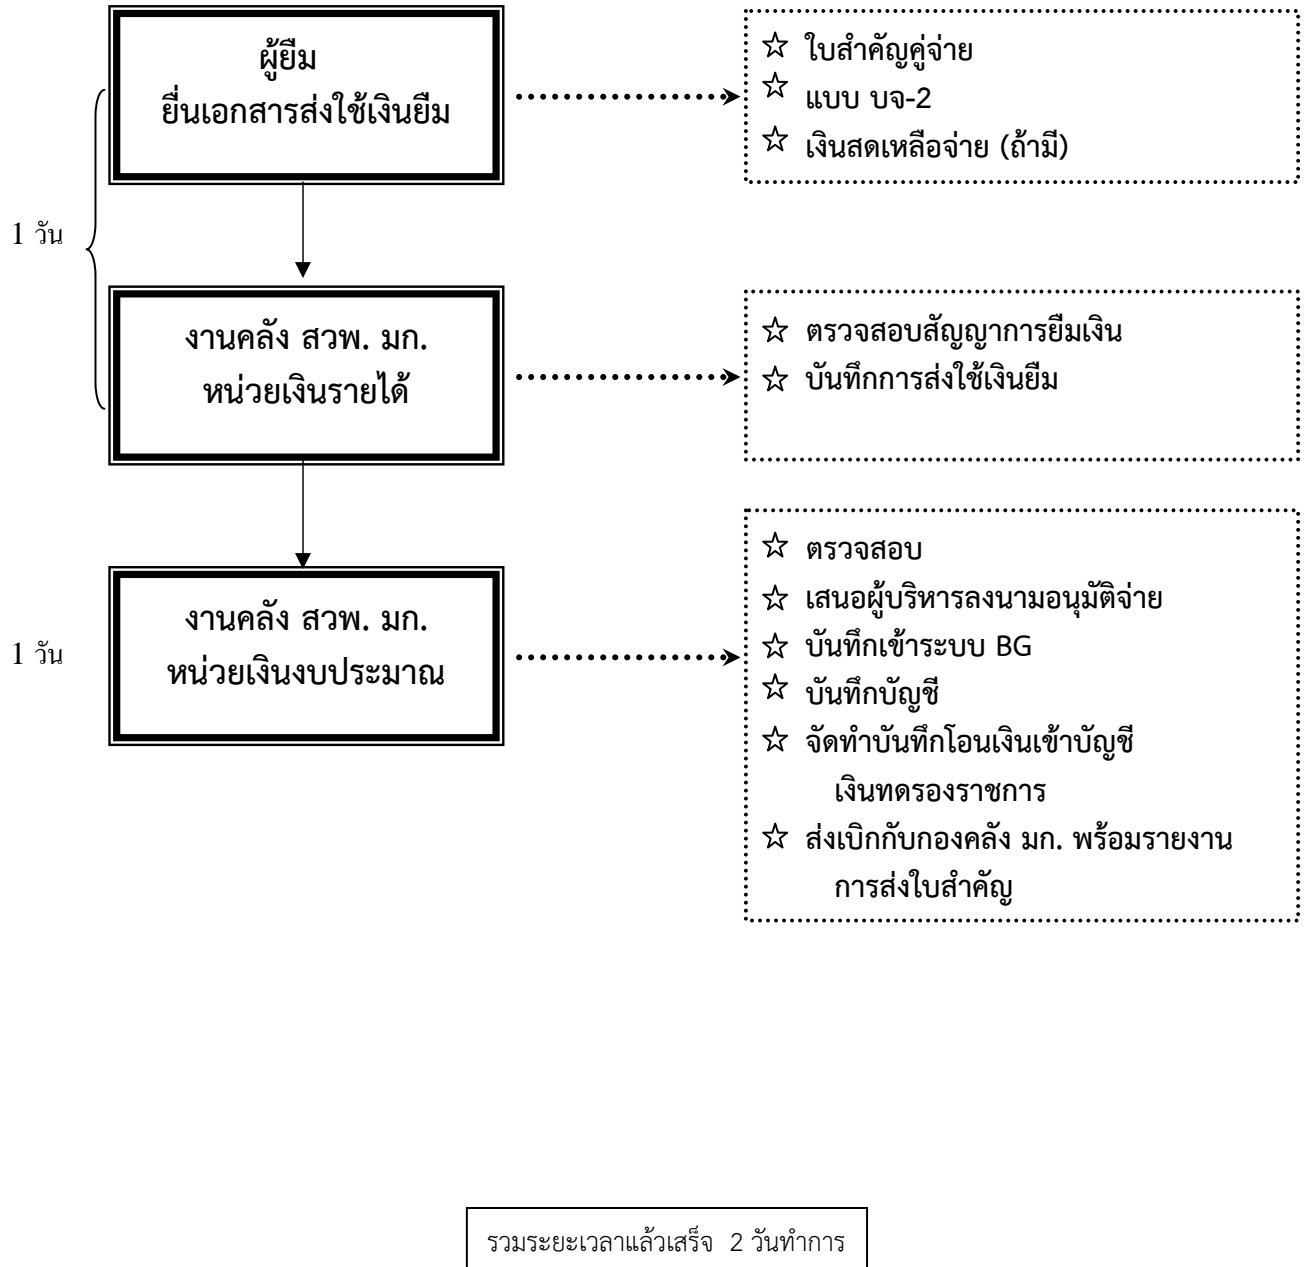 ผู้ยืม
ยื่นเอกสารส่งใช้เงินยืม
☆ ใบสำคัญคู่จ่าย
☆ แบบ บจ-2
☆ เงินสดเหลือจ่าย (ถ้ามี)
1 วัน
งานคลัง สวพ. มก.
หน่วยเงินรายได้
☆ ตรวจสอบสัญญาการยืมเงิน
☆ บันทึกการส่งใช้เงินยืม
1 วัน
งานคลัง สวพ. มก.
หน่วยเงินงบประมาณ
☆ ตรวจสอบ
☆ เสนอผู้บริหารลงนามอนุมัติจ่าย
☆ บันทึกเข้าระบบ BG
☆ บันทึกบัญชี
☆ จัดทำบันทึกโอนเงินเข้าบัญชี
เงินทดรองราชการ
☆ ส่งเบิกกับกองคลัง มก. พร้อมรายงาน
การส่งใบสำคัญ
รวมระยะเวลาแล้วเสร็จ 2 วันทำการ